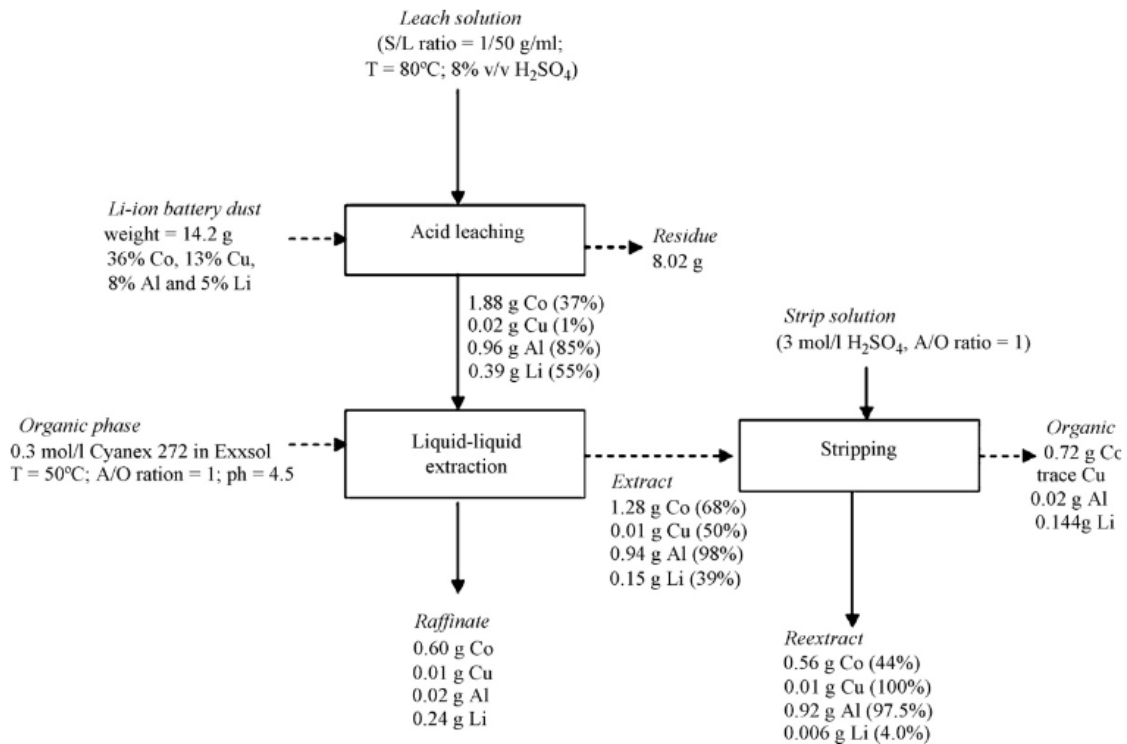 Leach solution
(S/L ratio = 1/50 g/ml;
T = 80ºC; 8% v/v H₂SO₄)
Li-ion battery dust
weight = 14.2 g
36% Co, 13% Cu,
8% Al and 5% Li
Acid leaching
Residue
8.02 g
1.88 g Co (37%)
0.02 g Cu (1%)
0.96 g Al (85%)
0.39 g Li (55%)
Strip solution
(3 mol/l H₂SO₄, A/O ratio = 1)
Organic phase
0.3 mol/l Cyanex 272 in Exxsol
T = 50ºC; A/O ration = 1; ph = 4.5
Liquid-liquid
extraction
Extract
1.28 g Co (68%)
0.01 g Cu (50%)
0.94 g Al (98%)
0.15 g Li (39%)
Stripping
Organic
0.72 g Co
trace Cu
0.02 g Al
0.144g Li
Raffinate
0.60 g Co
0.01 g Cu
0.02 g Al
0.24 g Li
Reextract
0.56 g Co (44%)
0.01 g Cu (100%)
0.92 g Al (97.5%)
0.006 g Li (4.0%)